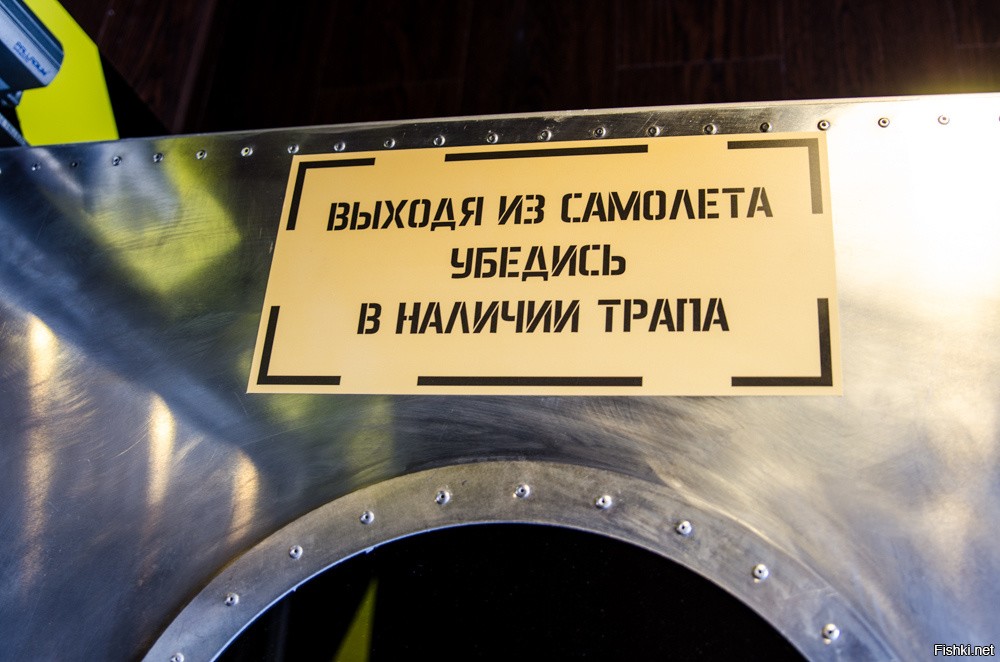 ВЫХОДЯ ИЗ САМОЛЕТА
УБЕДИСЬ
В НАЛИЧИИ ТРАПА
Fishki.net